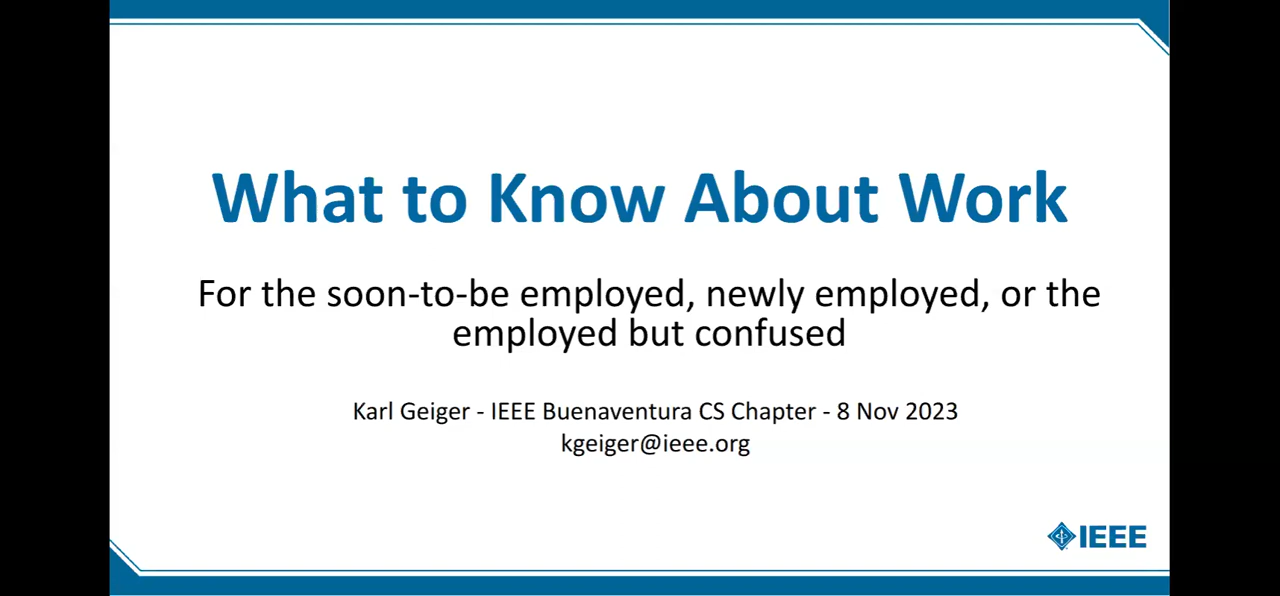 What to Know About Work
For the soon-to-be employed, newly employed, or the
employed but confused
Karl Geiger - IEEE Buenaventura CS Chapter - 8 Nov 2023
kgeiger@ieee.org
IEEE